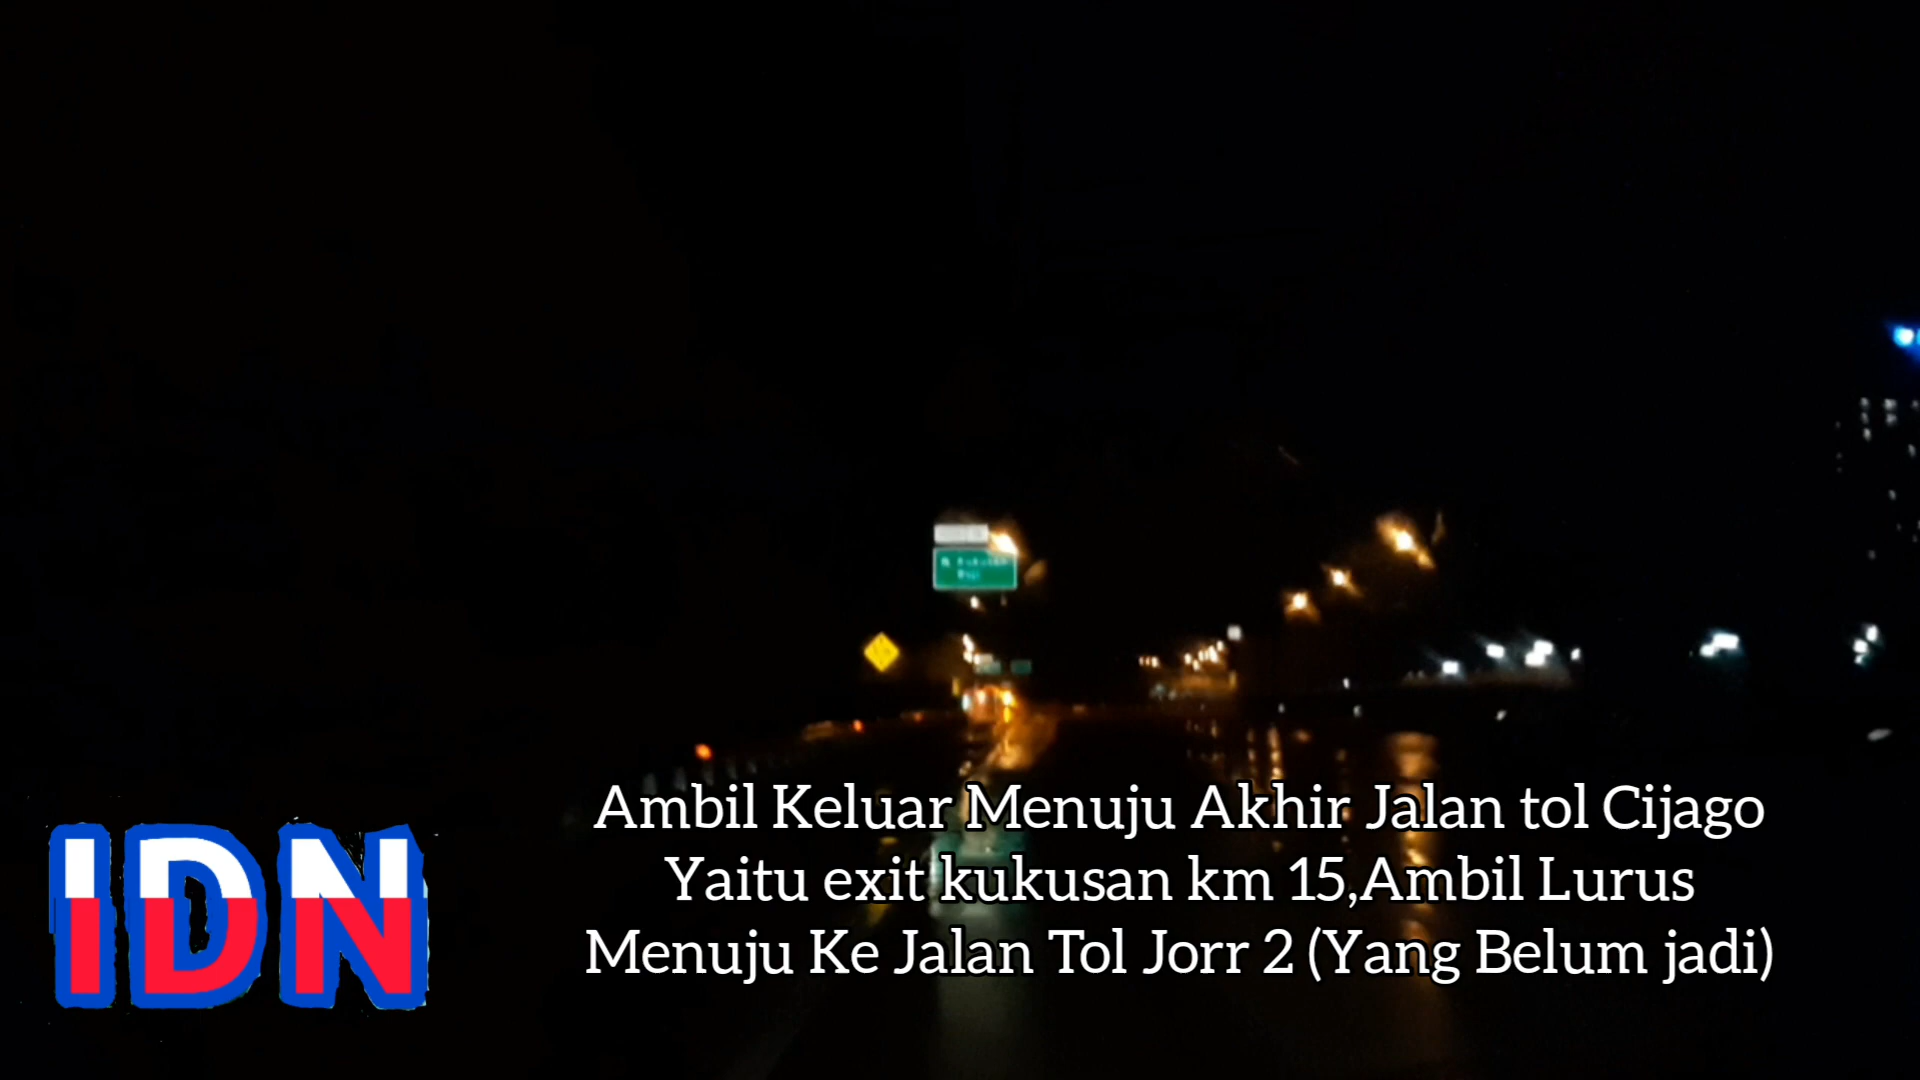 Ambil Keluar Menuju Akhir Jalan tol Cijago
Yaitu exit kukusan km 15,Ambil Lurus
Menuju Ke Jalan Tol Jorr 2 (Yang Belum jadi)
IDN